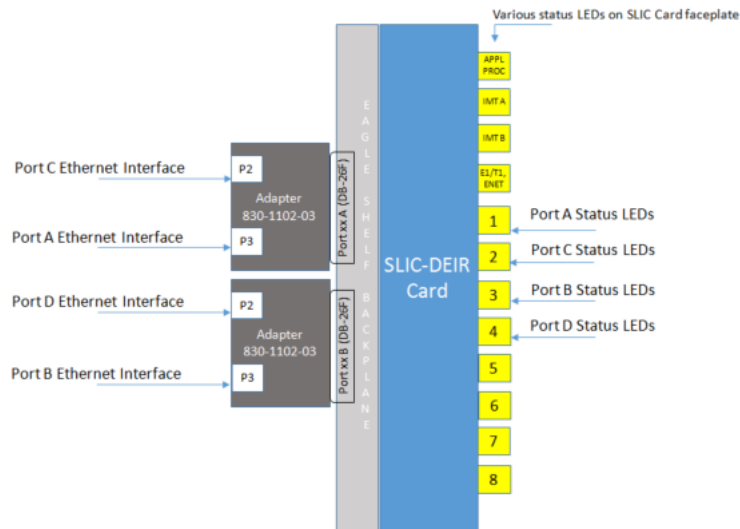 Various status LEDs on SLIC Card faceplate
APPL
PROC
IMT A
IMT B
E1/T1,
ENET
1
2
3
4
5
6
7
8
Port A Status LEDs
Port C Status LEDs
Port B Status LEDs
Port D Status LEDs
SLIC-DEIR
Card
EAGLE SHELF BACKPLANE
Port xx A (DB-26F)
Port xx B (DB-26F)
Port C Ethernet Interface
P2
Adapter
830-1102-03
Port A Ethernet Interface
P3
Port D Ethernet Interface
P2
Adapter
830-1102-03
Port B Ethernet Interface
P3